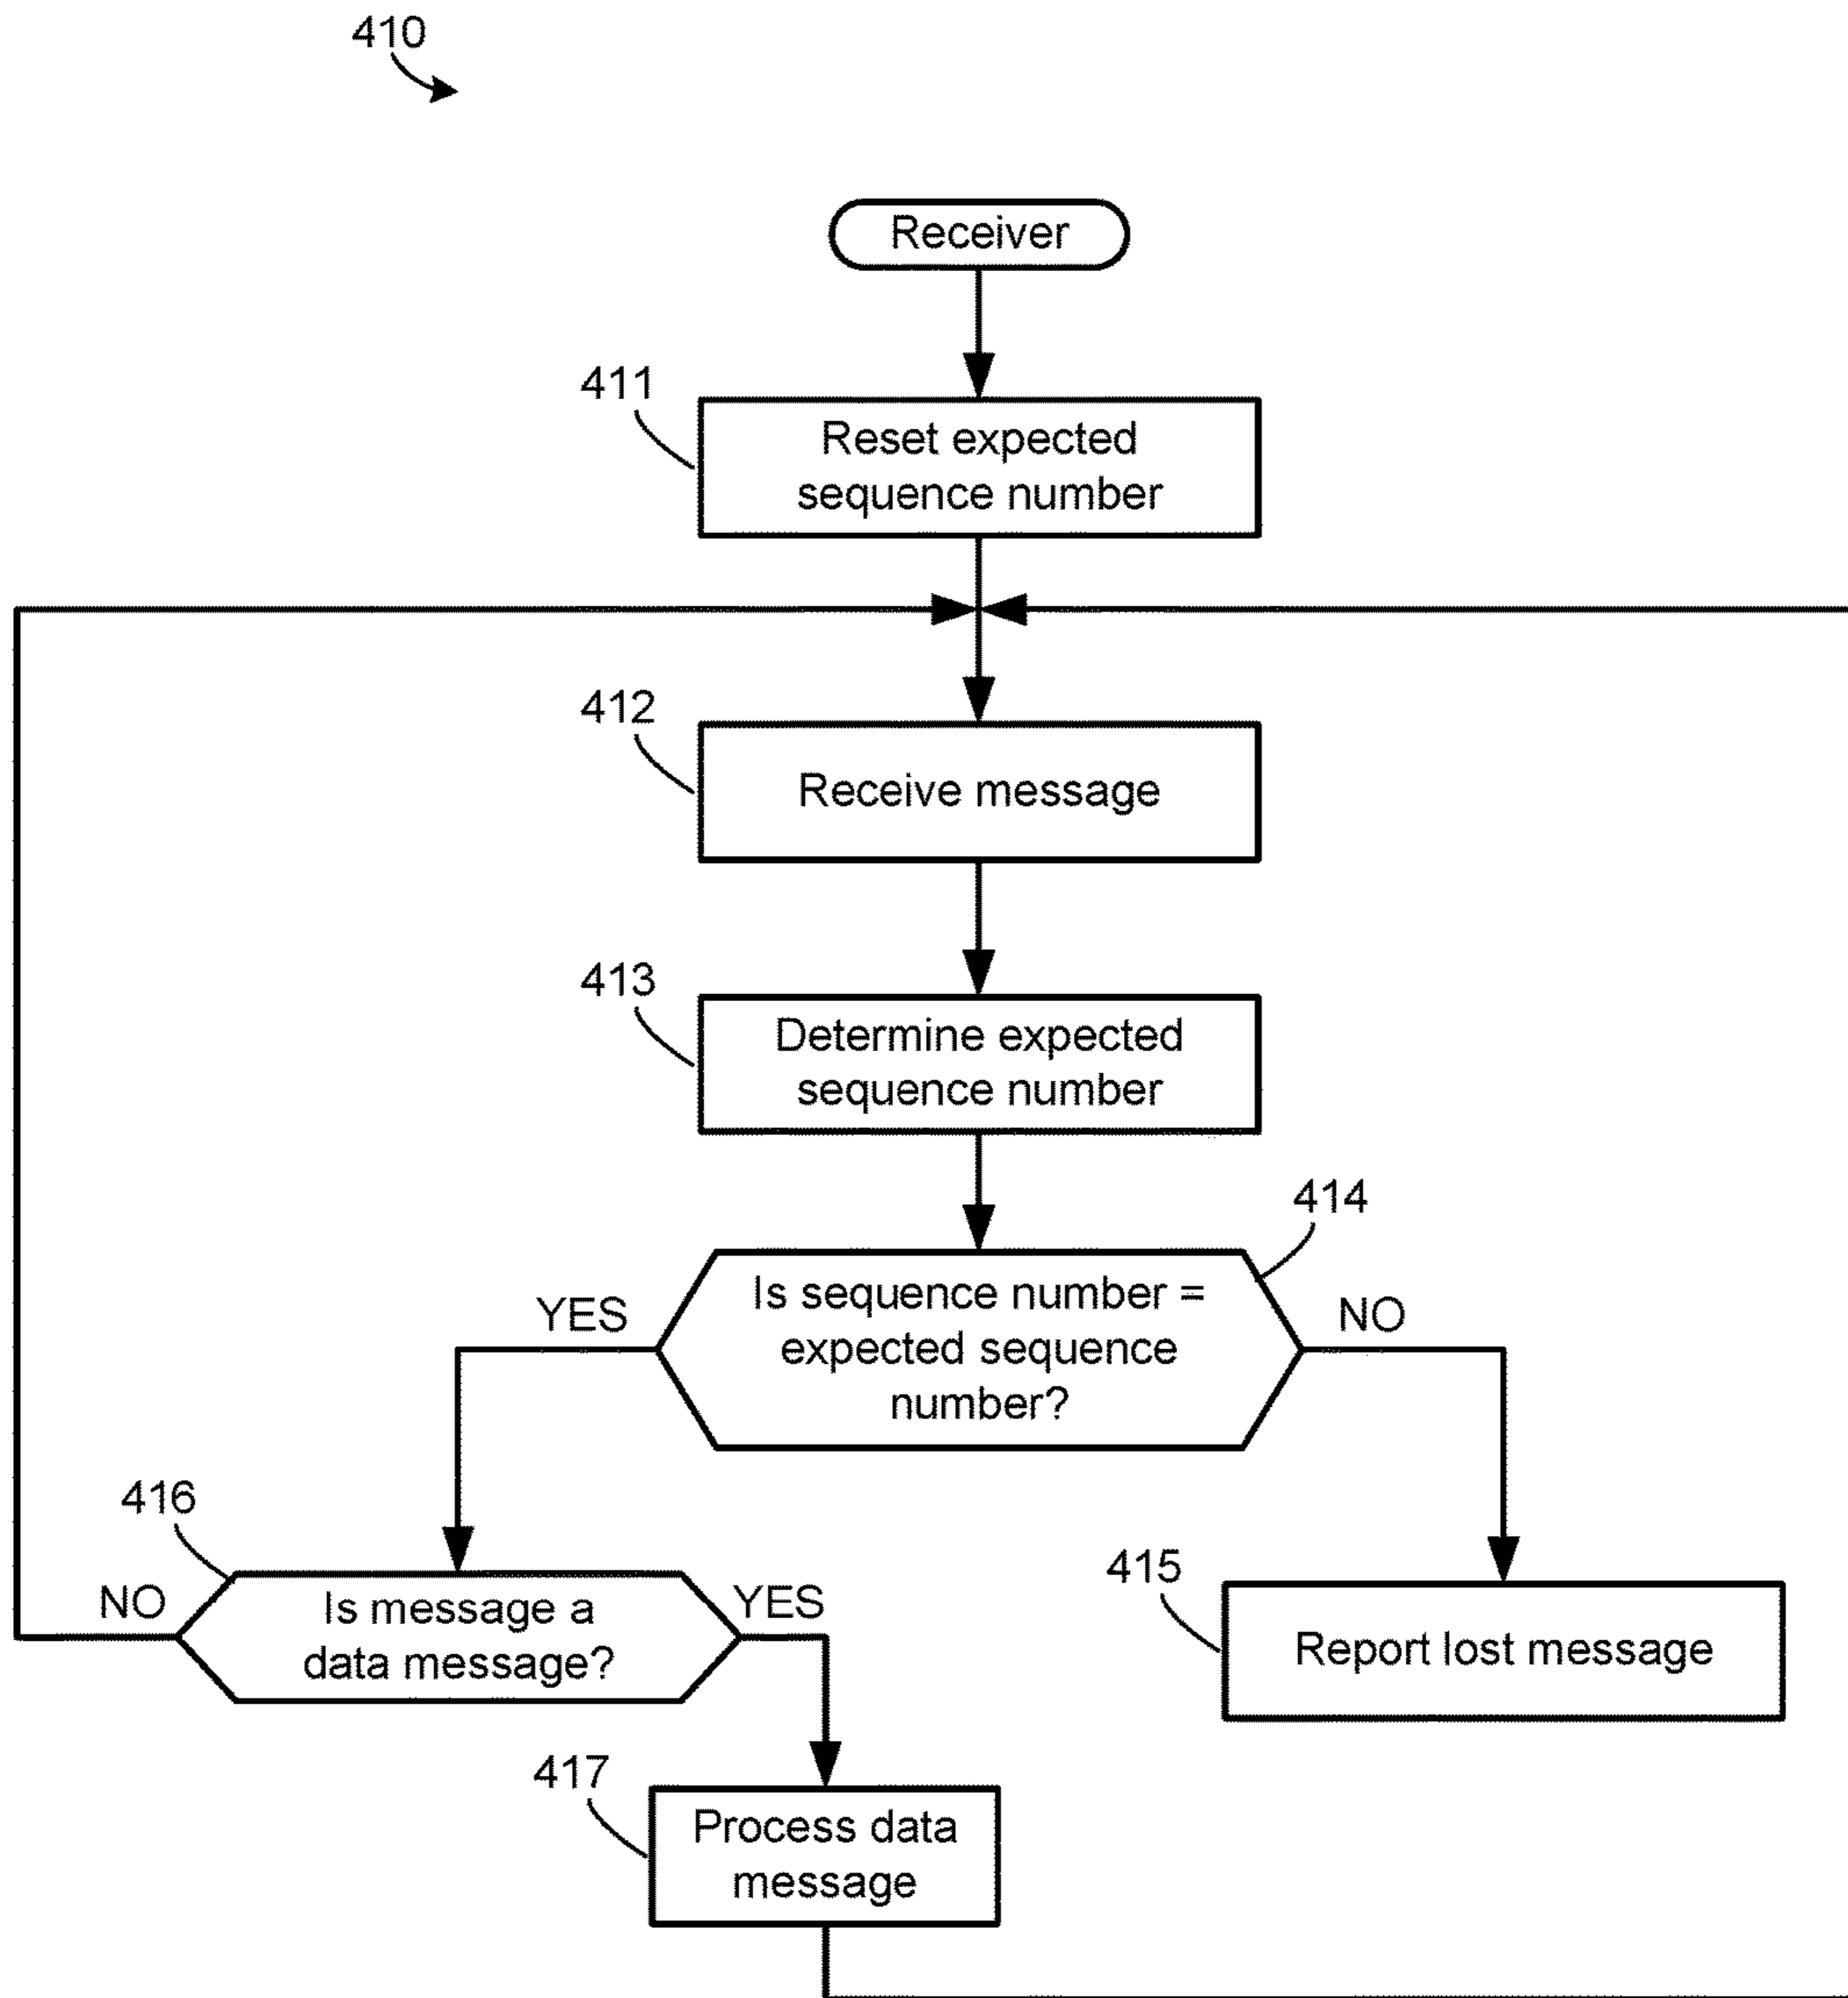 410
Receiver
411
Reset expected
sequence number
412
Receive message
413
Determine expected
sequence number
414
Is sequence number =
expected sequence
number?
YES
NO
416
Is message a
data message?
NO
YES
415
Report lost message
417
Process data
message